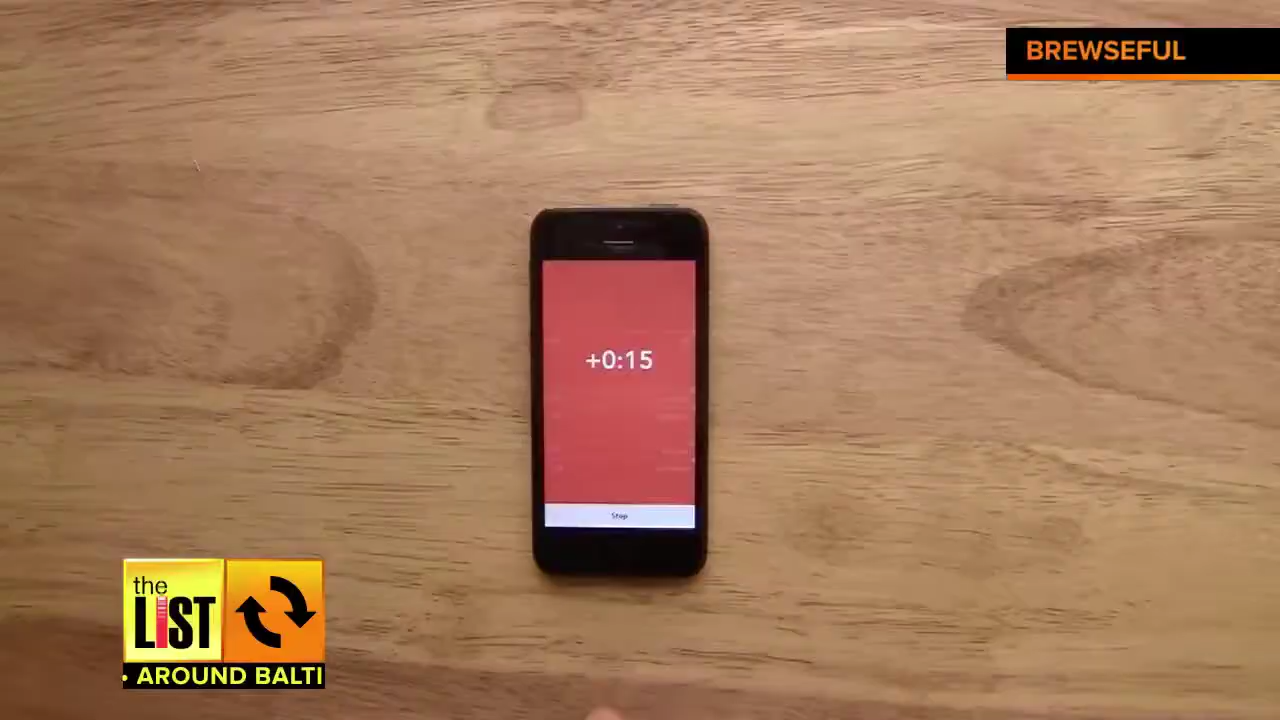 BREWSEFUL
+0:15
Stop
the
LIST
• AROUND BALTI